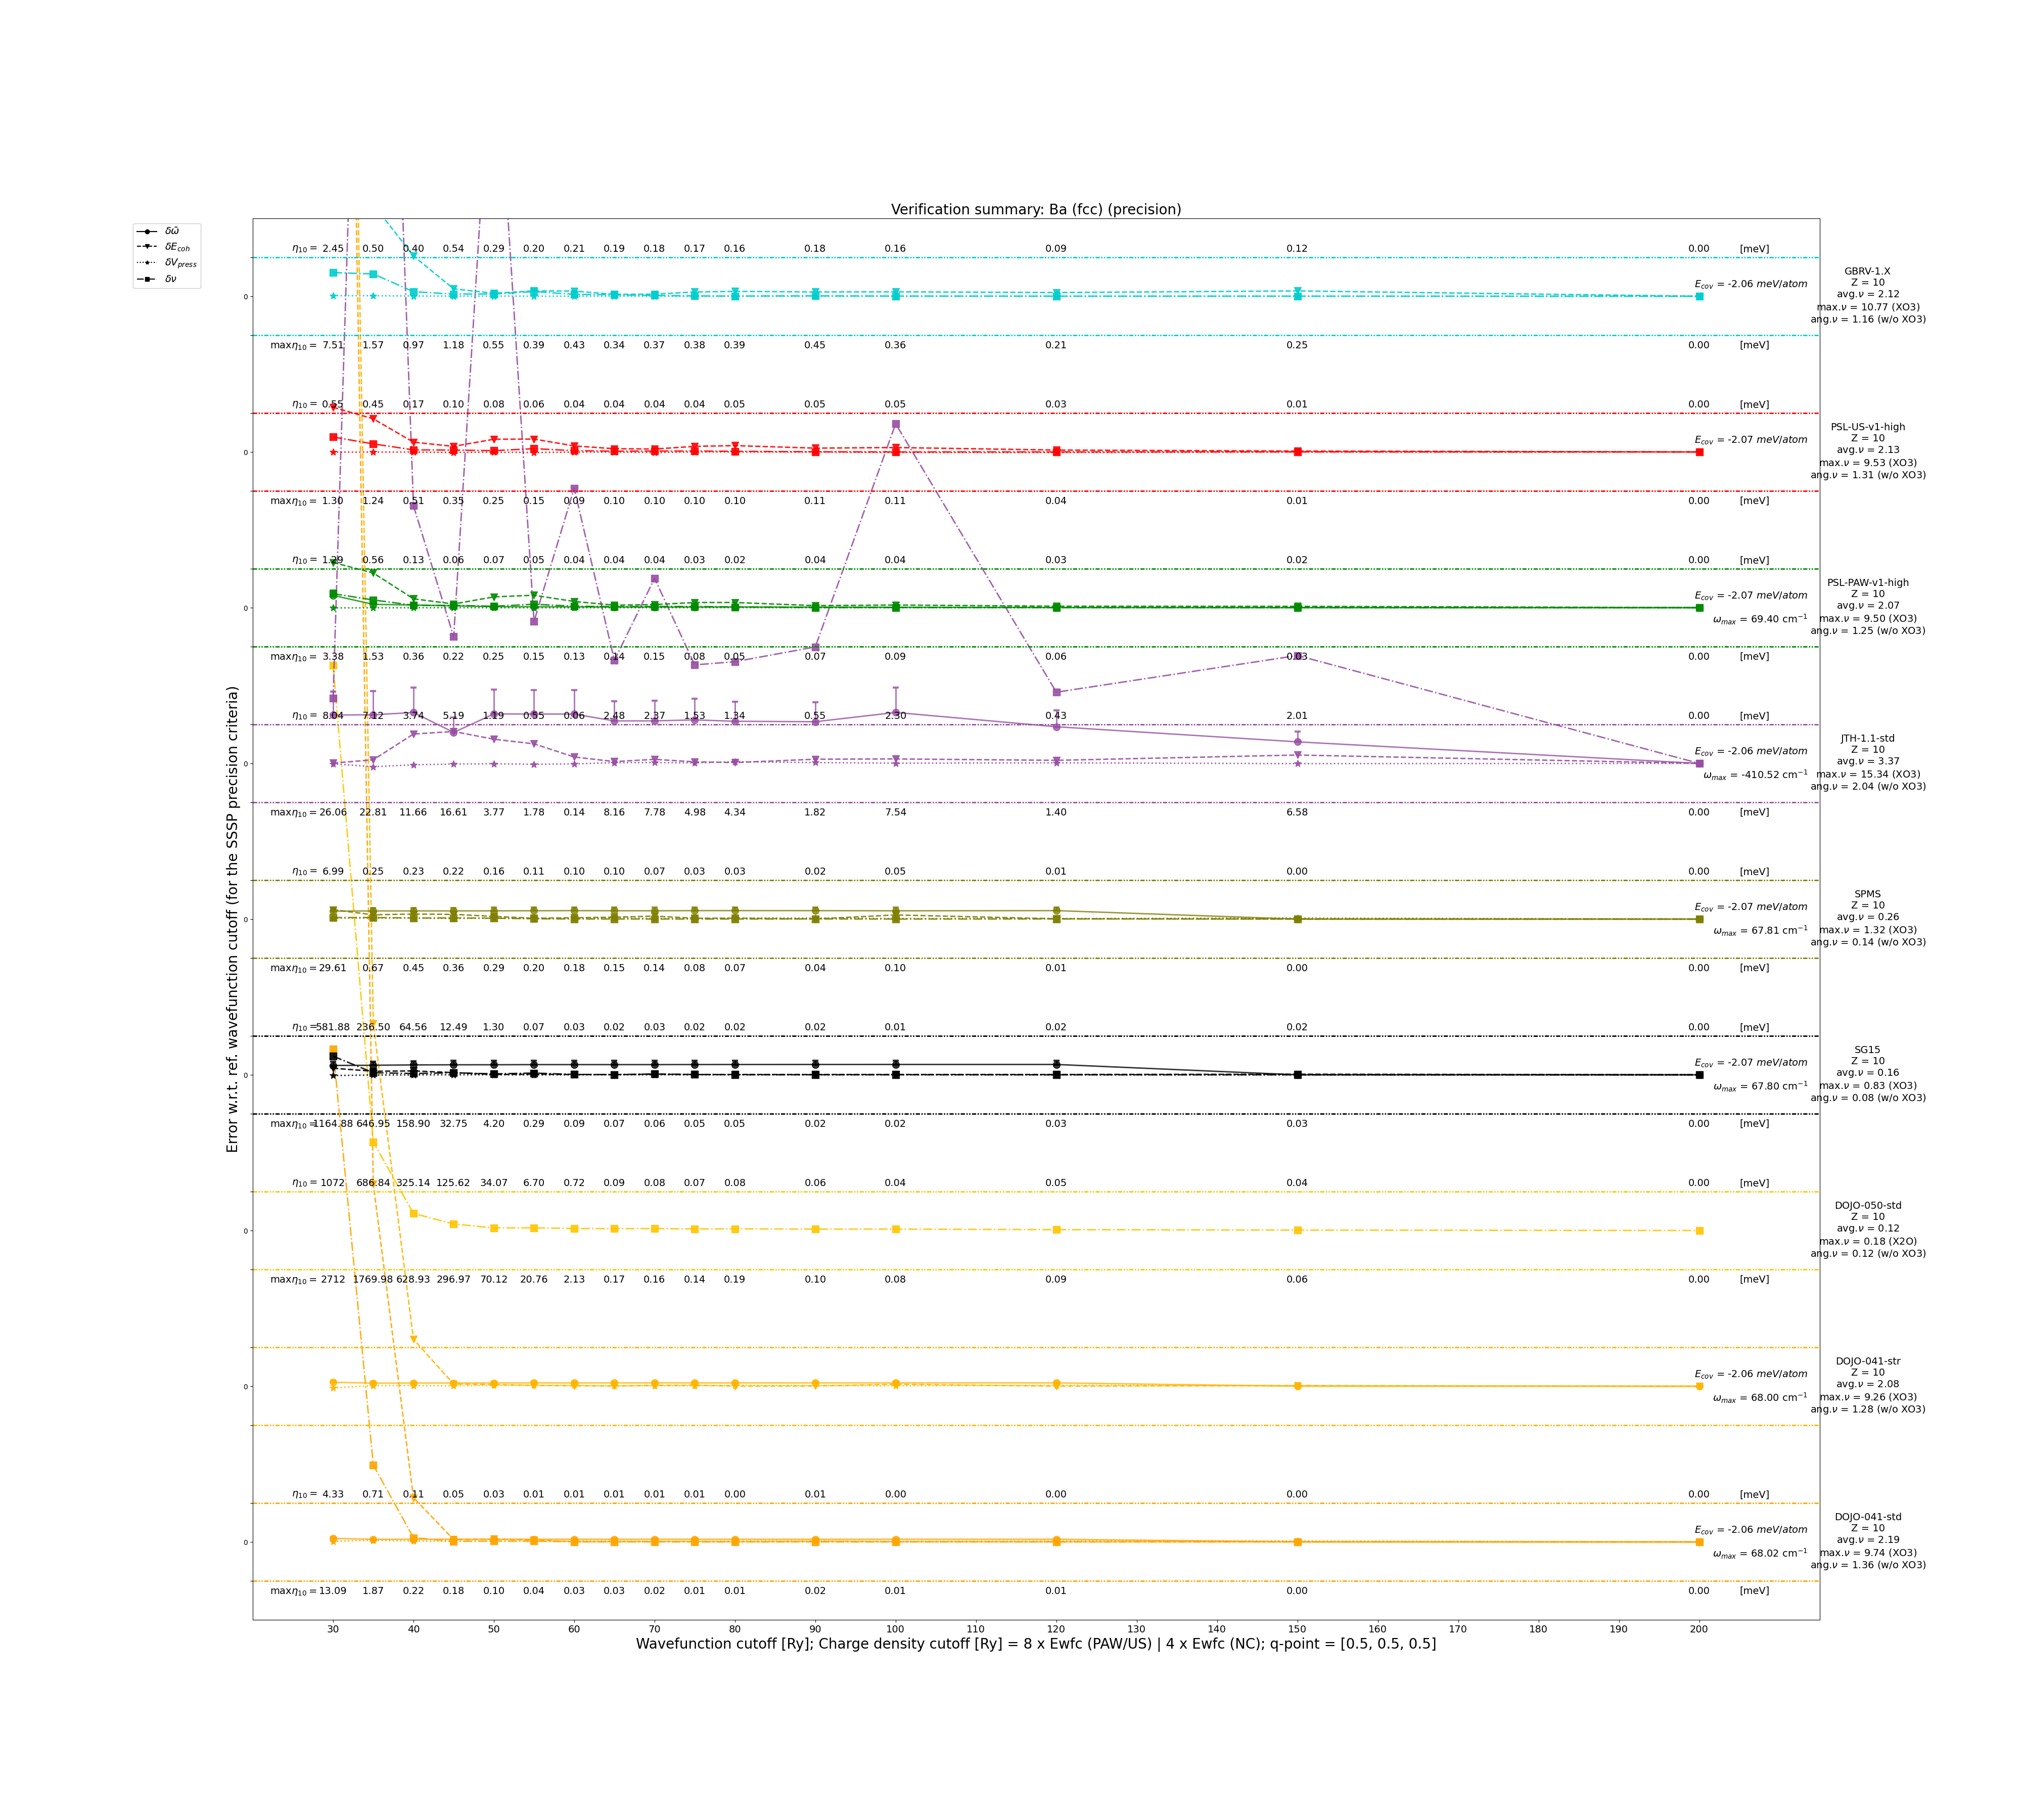 Verification summary: Ba (fcc) (precision)
δω̄
δE_coh
δV_press
δν
Error w.r.t. ref. wavefunction cutoff (for the SSSP precision criteria)
η₁₀ = 2.45 0.50 0.40 0.54 0.29 0.20 0.21 0.19 0.18 0.17 0.16 0.18 0.16 0.09 0.12 0.00 [meV]
GBRV-1.X
Z = 10
avg.ν = 2.12
max.ν = 10.77 (XO3)
ang.ν = 1.16 (w/o XO3)
0
E_cov = -2.06 meV/atom
maxη₁₀ = 7.51 1.57 0.97 1.18 0.55 0.39 0.43 0.34 0.37 0.38 0.39 0.45 0.36 0.21 0.25 0.00 [meV]
η₁₀ = 0.55 0.45 0.17 0.10 0.08 0.06 0.04 0.04 0.04 0.04 0.05 0.05 0.05 0.03 0.01 0.00 [meV]
PSL-US-v1-high
Z = 10
avg.ν = 2.13
max.ν = 9.53 (XO3)
ang.ν = 1.31 (w/o XO3)
0
E_cov = -2.07 meV/atom
maxη₁₀ = 1.30 1.24 0.51 0.35 0.25 0.15 0.09 0.10 0.10 0.10 0.10 0.11 0.11 0.04 0.01 0.00 [meV]
η₁₀ = 1.29 0.56 0.13 0.06 0.07 0.05 0.04 0.04 0.04 0.03 0.02 0.04 0.04 0.03 0.02 0.00 [meV]
PSL-PAW-v1-high
Z = 10
avg.ν = 2.07
max.ν = 9.50 (XO3)
ang.ν = 1.25 (w/o XO3)
0
E_cov = -2.07 meV/atom
ω_max = 69.40 cm⁻¹
maxη₁₀ = 3.38 1.53 0.36 0.22 0.25 0.15 0.13 0.14 0.15 0.08 0.05 0.07 0.09 0.06 0.03 0.00 [meV]
η₁₀ = 8.04 7.12 3.74 5.19 1.19 0.55 0.06 2.48 2.37 1.53 1.34 0.55 2.30 0.43 2.01 0.00 [meV]
JTH-1.1-std
Z = 10
avg.ν = 3.37
max.ν = 15.34 (XO3)
ang.ν = 2.04 (w/o XO3)
0
E_cov = -2.06 meV/atom
ω_max = -410.52 cm⁻¹
maxη₁₀ = 26.06 22.81 11.66 16.61 3.77 1.78 0.14 8.16 7.78 4.98 4.34 1.82 7.54 1.40 6.58 0.00 [meV]
η₁₀ = 6.99 0.25 0.23 0.22 0.16 0.11 0.10 0.10 0.07 0.03 0.03 0.02 0.05 0.01 0.00 0.00 [meV]
SPMS
Z = 10
avg.ν = 0.26
max.ν = 1.32 (XO3)
ang.ν = 0.14 (w/o XO3)
0
E_cov = -2.07 meV/atom
ω_max = 67.81 cm⁻¹
maxη₁₀ = 29.61 0.67 0.45 0.36 0.29 0.20 0.18 0.15 0.14 0.08 0.07 0.04 0.10 0.01 0.00 0.00 [meV]
η₁₀ = 581.88 236.50 64.56 12.49 1.30 0.07 0.03 0.02 0.03 0.02 0.02 0.02 0.01 0.02 0.02 0.00 [meV]
SG15
Z = 10
avg.ν = 0.16
max.ν = 0.83 (XO3)
ang.ν = 0.08 (w/o XO3)
0
E_cov = -2.07 meV/atom
ω_max = 67.80 cm⁻¹
maxη₁₀ = 1164.88 646.95 158.90 32.75 4.20 0.29 0.09 0.07 0.06 0.05 0.05 0.02 0.02 0.03 0.03 0.00 [meV]
η₁₀ = 1072 686.84 325.14 125.62 34.07 6.70 0.72 0.09 0.08 0.07 0.08 0.06 0.04 0.05 0.04 0.00 [meV]
DOJO-050-std
Z = 10
avg.ν = 0.12
max.ν = 0.18 (X2O)
ang.ν = 0.12 (w/o XO3)
0
maxη₁₀ = 2712 1769.98 628.93 296.97 70.12 20.76 2.13 0.17 0.16 0.14 0.19 0.10 0.08 0.09 0.06 0.00 [meV]
DOJO-041-str
Z = 10
avg.ν = 2.08
max.ν = 9.26 (XO3)
ang.ν = 1.28 (w/o XO3)
0
E_cov = -2.06 meV/atom
ω_max = 68.00 cm⁻¹
η₁₀ = 4.33 0.71 0.11 0.05 0.03 0.01 0.01 0.01 0.01 0.01 0.00 0.01 0.00 0.00 0.00 0.00 [meV]
DOJO-041-std
Z = 10
avg.ν = 2.19
max.ν = 9.74 (XO3)
ang.ν = 1.36 (w/o XO3)
0
E_cov = -2.06 meV/atom
ω_max = 68.02 cm⁻¹
maxη₁₀ = 13.09 1.87 0.22 0.18 0.10 0.04 0.03 0.03 0.02 0.01 0.01 0.02 0.01 0.01 0.00 0.00 [meV]
30 40 50 60 70 80 90 100 110 120 130 140 150 160 170 180 190 200
Wavefunction cutoff [Ry]; Charge density cutoff [Ry] = 8 x Ewfc (PAW/US) | 4 x Ewfc (NC); q-point = [0.5, 0.5, 0.5]